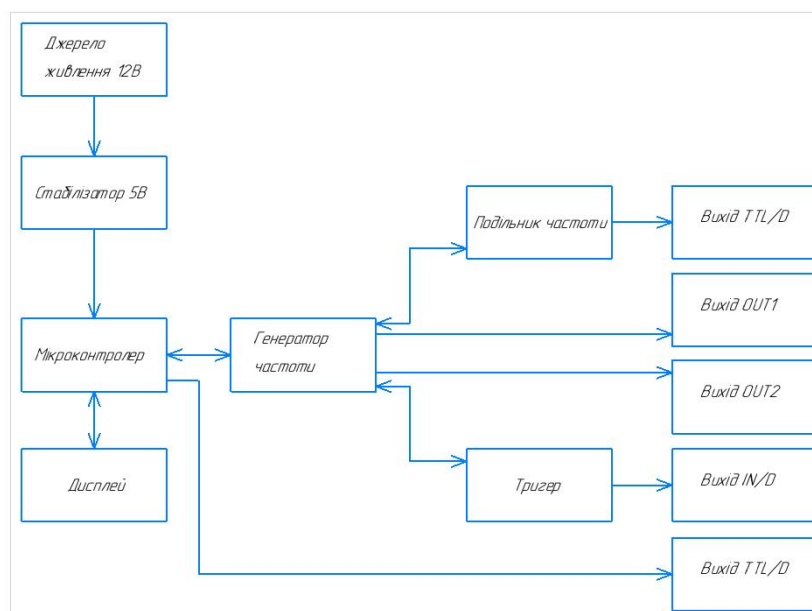 Джерело
живлення 12В
Стабілізатор 5В
Подільник частоти
Вихід TTL/D
Вихід OUT1
Мікроконтролер
Генератор
частоти
Вихід OUT2
Дисплей
Тригер
Вихід IN/D
Вихід TTL/D